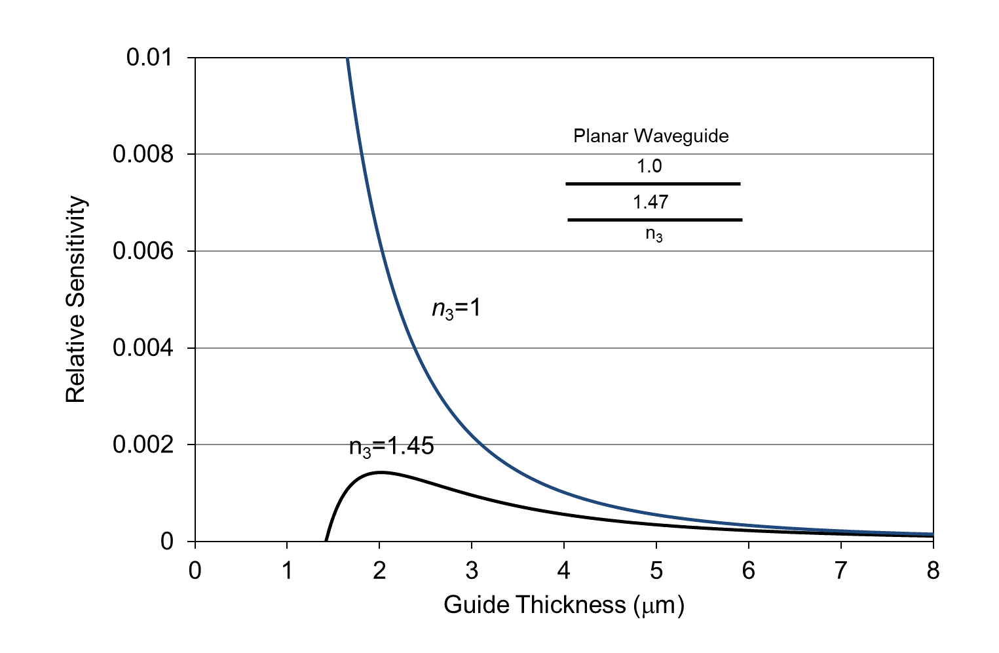 0.01
Planar Waveguide
0.008
1.0
1.47
n₃
0.006
Relative Sensitivity
n₃=1
0.004
0.002
n₃=1.45
0
0 1 2 3 4 5 6 7 8
Guide Thickness (μm)